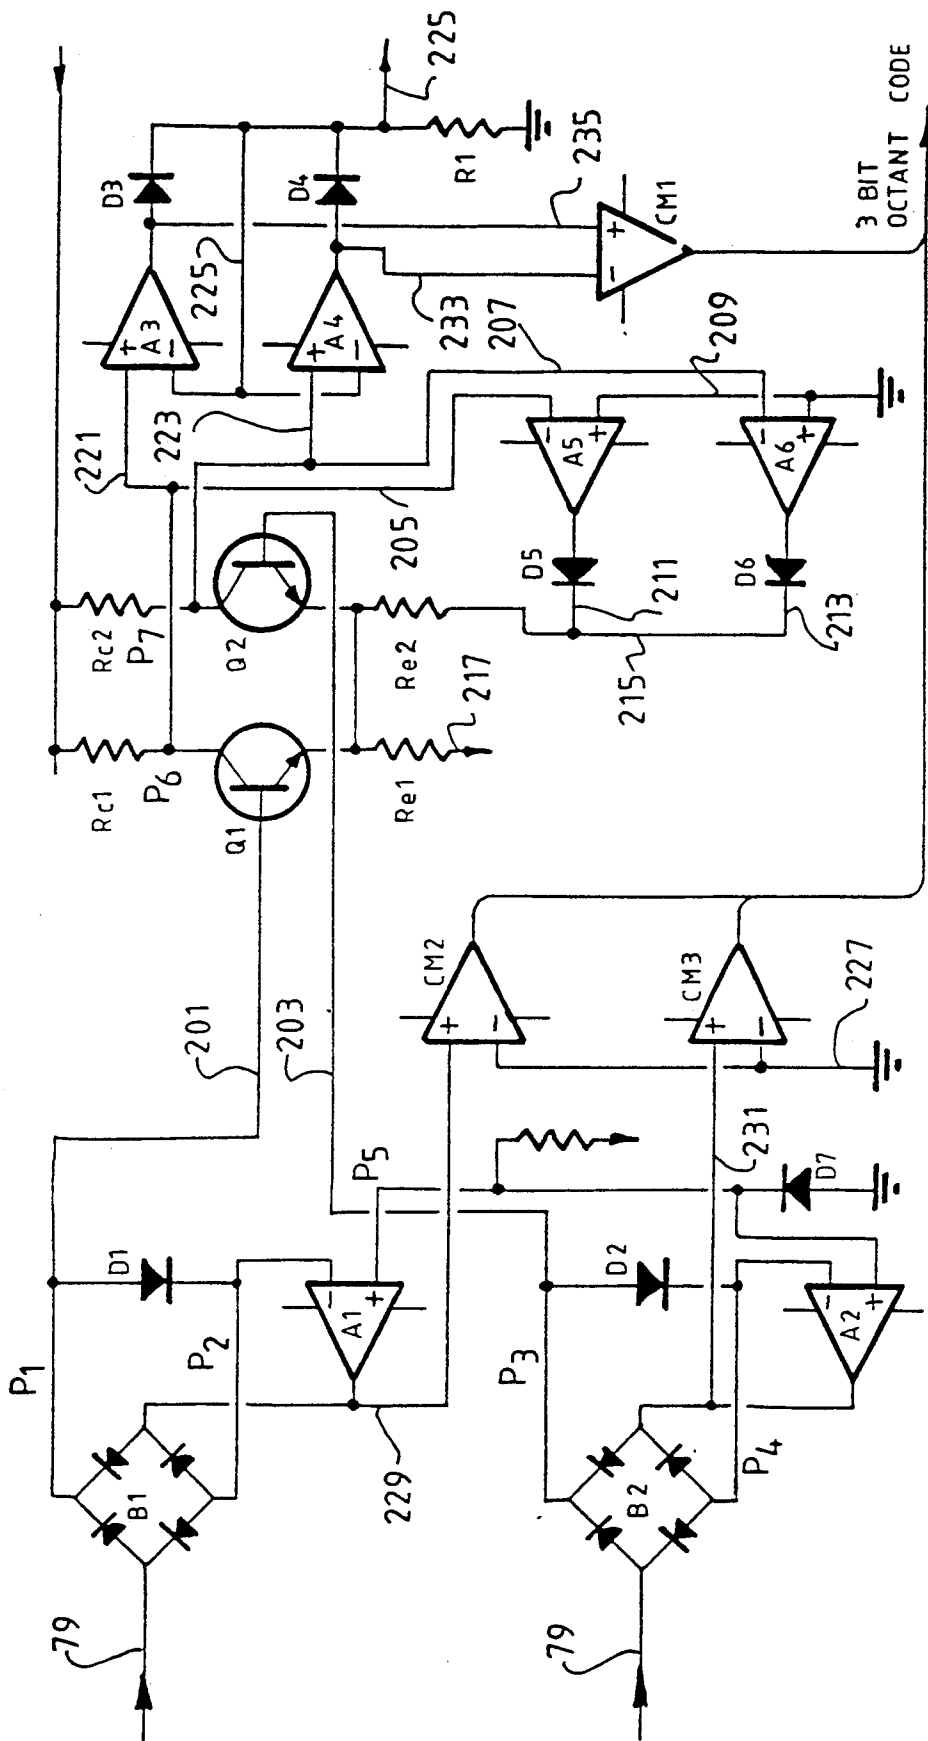 79
B1
P1
P2
D1
A1
-
+
229
P5
201
203
79
B2
P3
P4
D2
A2
-
+
D7
231
227
CM2
+
-
CM3
+
-
Rc1
P6
Q1
Re1
217
Rc2
P7
Q2
Re2
215
211
213
D5
D6
205
A5
-
+
A6
-
+
207
209
221
223
225
A3
+
-
A4
+
-
D3
D4
233
235
CM1
+
-
R1
225
3 BIT
OCTANT CODE